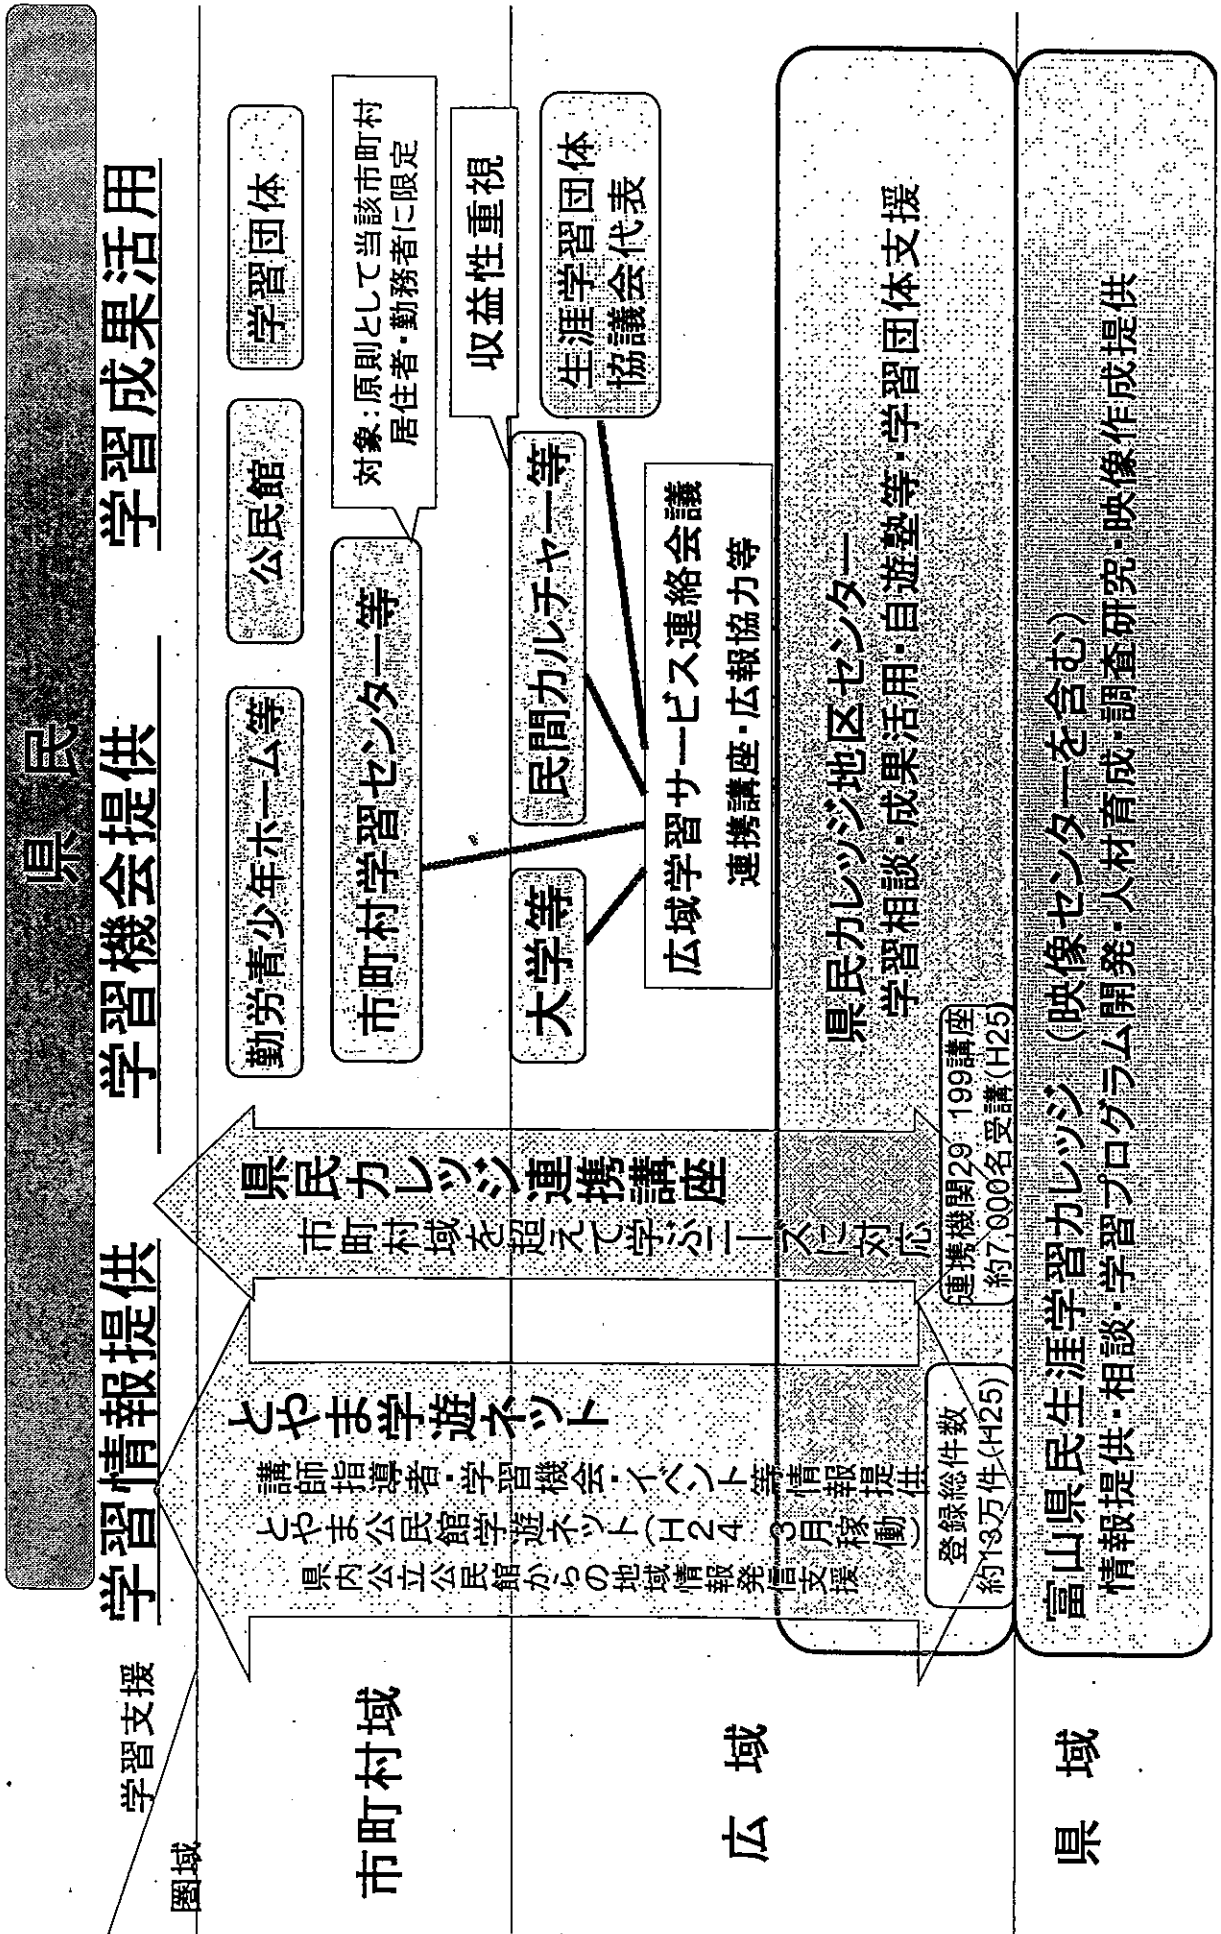 県民
学習支援
圏域
学習情報提供
学習機会提供
学習成果活用
市町村域
広域
県域
勤労青少年ホーム等
公民館
学習団体
市町村学習センター等
対象:原則として当該市町村
居住者・勤務者に限定
収益性重視
大学等
民間カルチャー等
生涯学習団体
協議会代表
広域学習サービス連絡会議
連携講座・広報協力等
とやま学遊ネット
講師指導者・学習機会・イベント等情報提供
とやま公民館学遊ネット(H24 3月稼働)
県内公立公民館からの地域情報発信支援
県民カレッジ連携講座
市町村域を超えて学ぶニーズに対応
登録総件数
約13万件(H25)
連携機関29 199講座
約7,000名受講(H25)
県民カレッジ地区センター
学習相談・成果活用・自遊塾等・学習団体支援
富山県民生涯学習カレッジ(映像センターを含む)
情報提供・相談・学習プログラム開発・人材育成・調査研究・映像作成提供